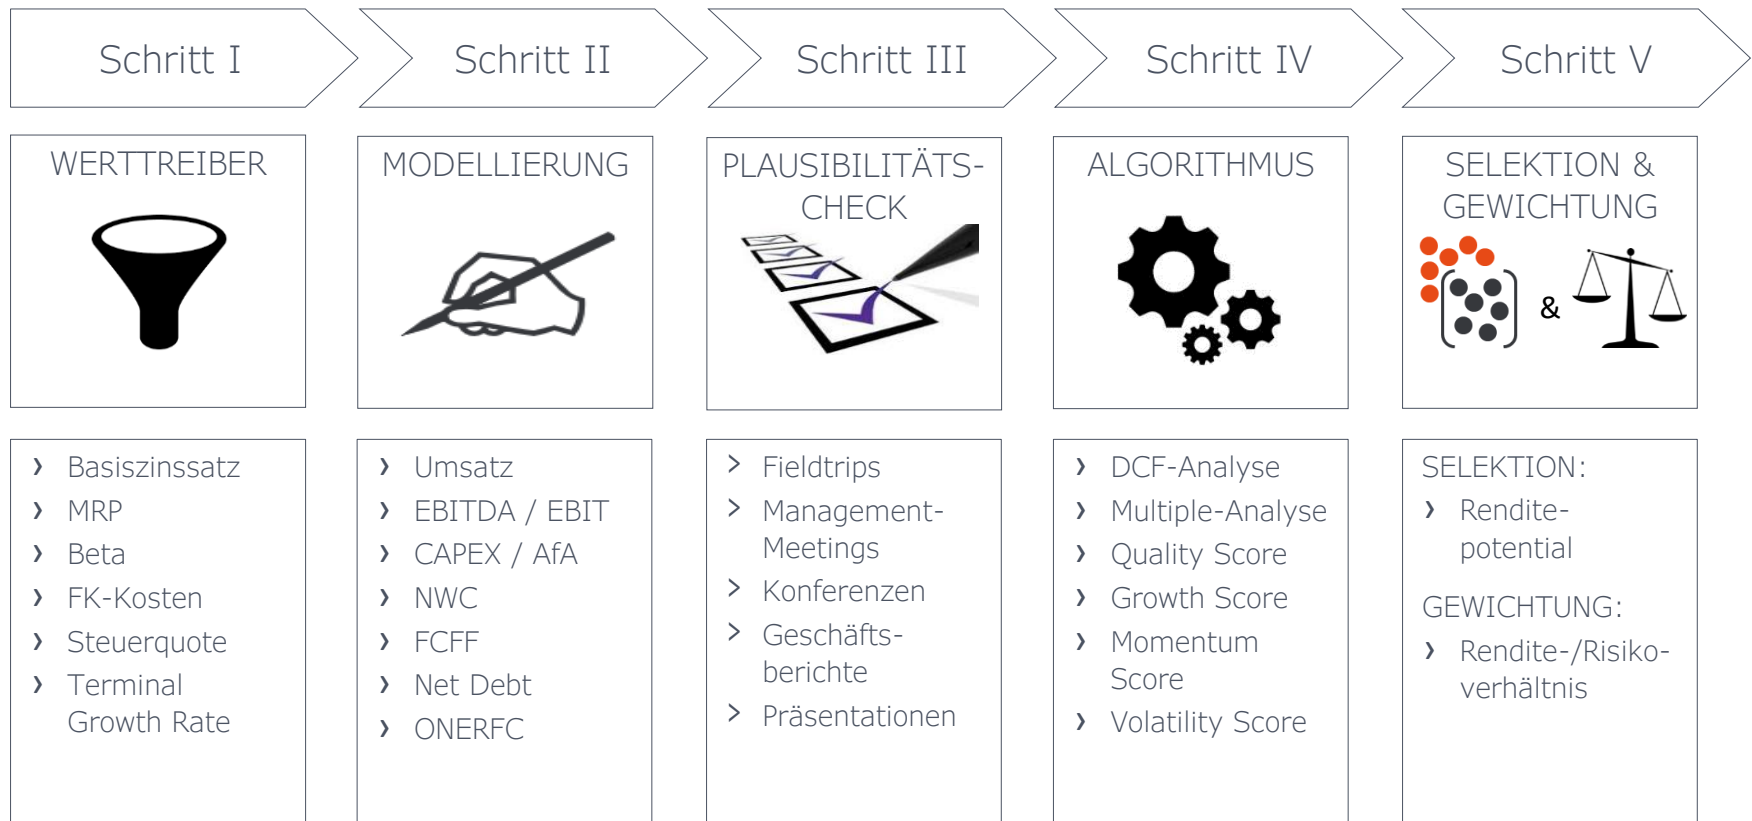 Schritt I
Schritt II
Schritt III
Schritt IV
Schritt V
WERTTREIBER
MODELLIERUNG
PLAUSIBILITÄTS-
CHECK
ALGORITHMUS
SELEKTION &
GEWICHTUNG
&
› Basiszinssatz
› MRP
› Beta
› FK-Kosten
› Steuerquote
› Terminal
Growth Rate
› Umsatz
› EBITDA / EBIT
› CAPEX / AfA
› NWC
› FCFF
› Net Debt
› ONERFC
> Fieldtrips
> Management-
Meetings
> Konferenzen
> Geschäfts-
berichte
> Präsentationen
› DCF-Analyse
› Multiple-Analyse
› Quality Score
› Growth Score
› Momentum
Score
› Volatility Score
SELEKTION:
› Rendite-
potential
GEWICHTUNG:
› Rendite-/Risiko-
verhältnis